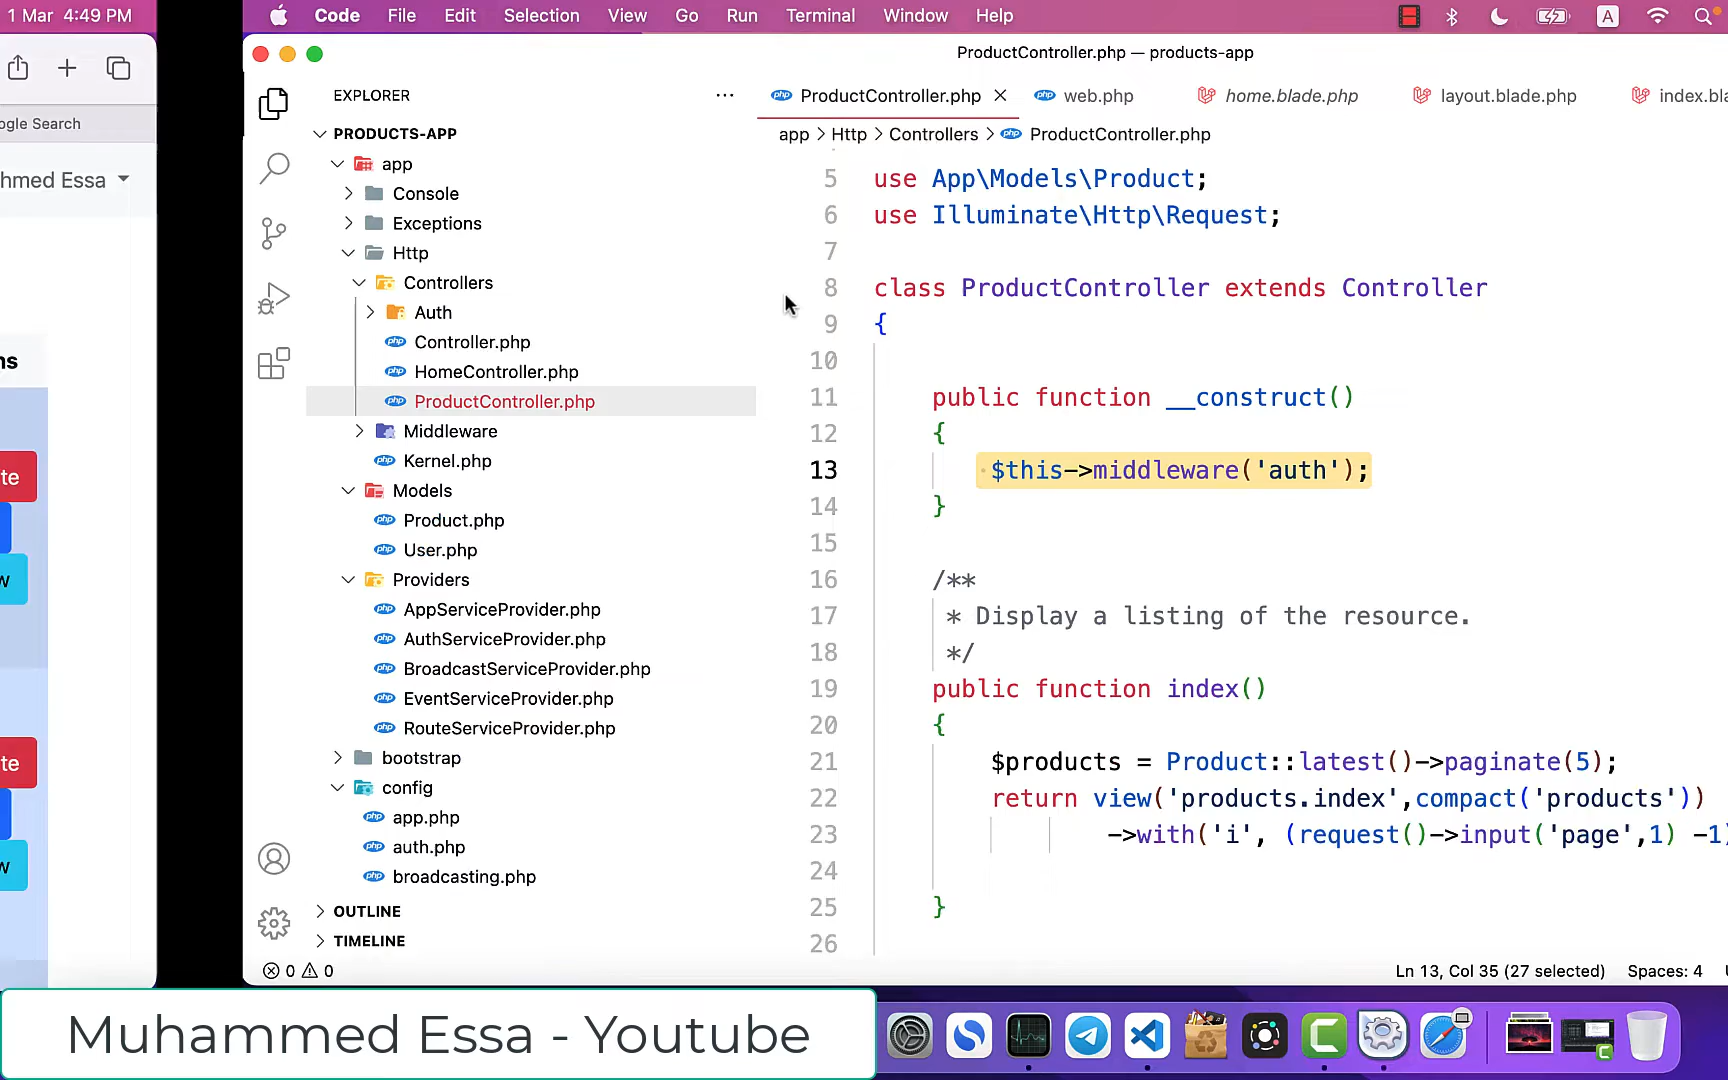 1 Mar 4:49 PM
Code File Edit Selection View Go Run Terminal Window Help
A
ogle Search
hmed Essa
ns
te
w
te
w
ProductController.php — products-app
EXPLORER
PRODUCTS-APP
app
Console
Exceptions
Http
Controllers
Auth
Controller.php
HomeController.php
ProductController.php
Middleware
Kernel.php
Models
Product.php
User.php
Providers
AppServiceProvider.php
AuthServiceProvider.php
BroadcastServiceProvider.php
EventServiceProvider.php
RouteServiceProvider.php
bootstrap
config
app.php
auth.php
broadcasting.php
OUTLINE
TIMELINE
ProductController.php web.php home.blade.php layout.blade.php index.bla
app > Http > Controllers > ProductController.php
5 use App\Models\Product;
6 use Illuminate\Http\Request;
7
8 class ProductController extends Controller
9 {
10
11 public function __construct()
12 {
13 $this->middleware('auth');
14 }
15
16 /**
17 * Display a listing of the resource.
18 */
19 public function index()
20 {
21 $products = Product::latest()->paginate(5);
22 return view('products.index',compact('products'))
23 ->with('i', (request()->input('page',1) -1)
24
25 }
26
0 0
Ln 13, Col 35 (27 selected) Spaces: 4
Muhammed Essa - Youtube